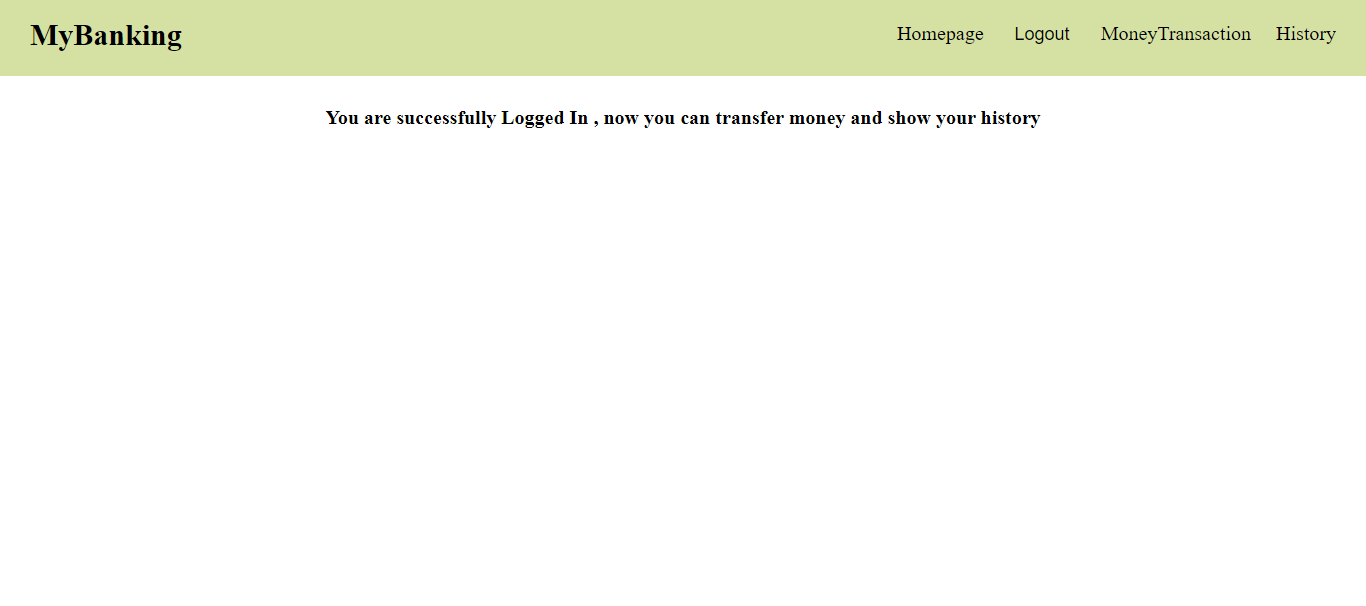 MyBanking
Homepage Logout MoneyTransaction History
You are successfully Logged In , now you can transfer money and show your history